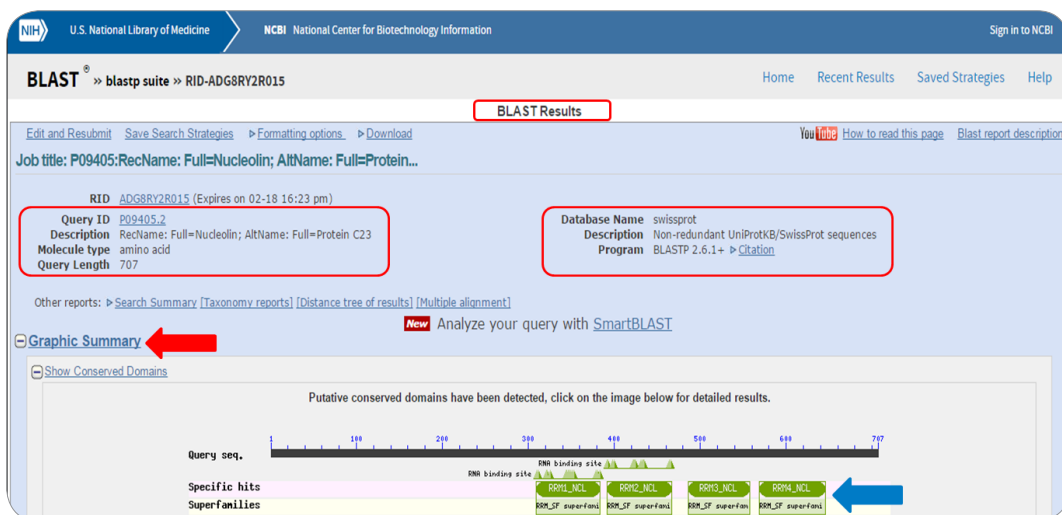 NIH U.S. National Library of Medicine NCBI National Center for Biotechnology Information Sign in to NCBI
BLAST ® » blastp suite » RID-ADG8RY2R015 Home Recent Results Saved Strategies Help
BLAST Results
Edit and Resubmit Save Search Strategies Formatting options Download YouTube How to read this page Blast report description
Job title: P09405:RecName: Full=Nucleolin; AltName: Full=Protein...
RID ADG8RY2R015 (Expires on 02-18 16:23 pm)
Query ID P09405.2 Database Name swissprot
Description RecName: Full=Nucleolin; AltName: Full=Protein C23 Description Non-redundant UniProtKB/SwissProt sequences
Molecule type amino acid Program BLASTP 2.6.1+ Citation
Query Length 707
Other reports: Search Summary [Taxonomy reports] [Distance tree of results] [Multiple alignment]
New Analyze your query with SmartBLAST
Graphic Summary
Show Conserved Domains
Putative conserved domains have been detected, click on the image below for detailed results.
1 100 200 300 400 500 600 707
Query seq.
RNA binding site
RNA binding site
Specific hits RRM1_NCL RRM2_NCL RRM3_NCL RRM4_NCL
Superfamilies RRM_SF superfami RRM_SF superfami RRM_SF superfam RRM_SF superfami